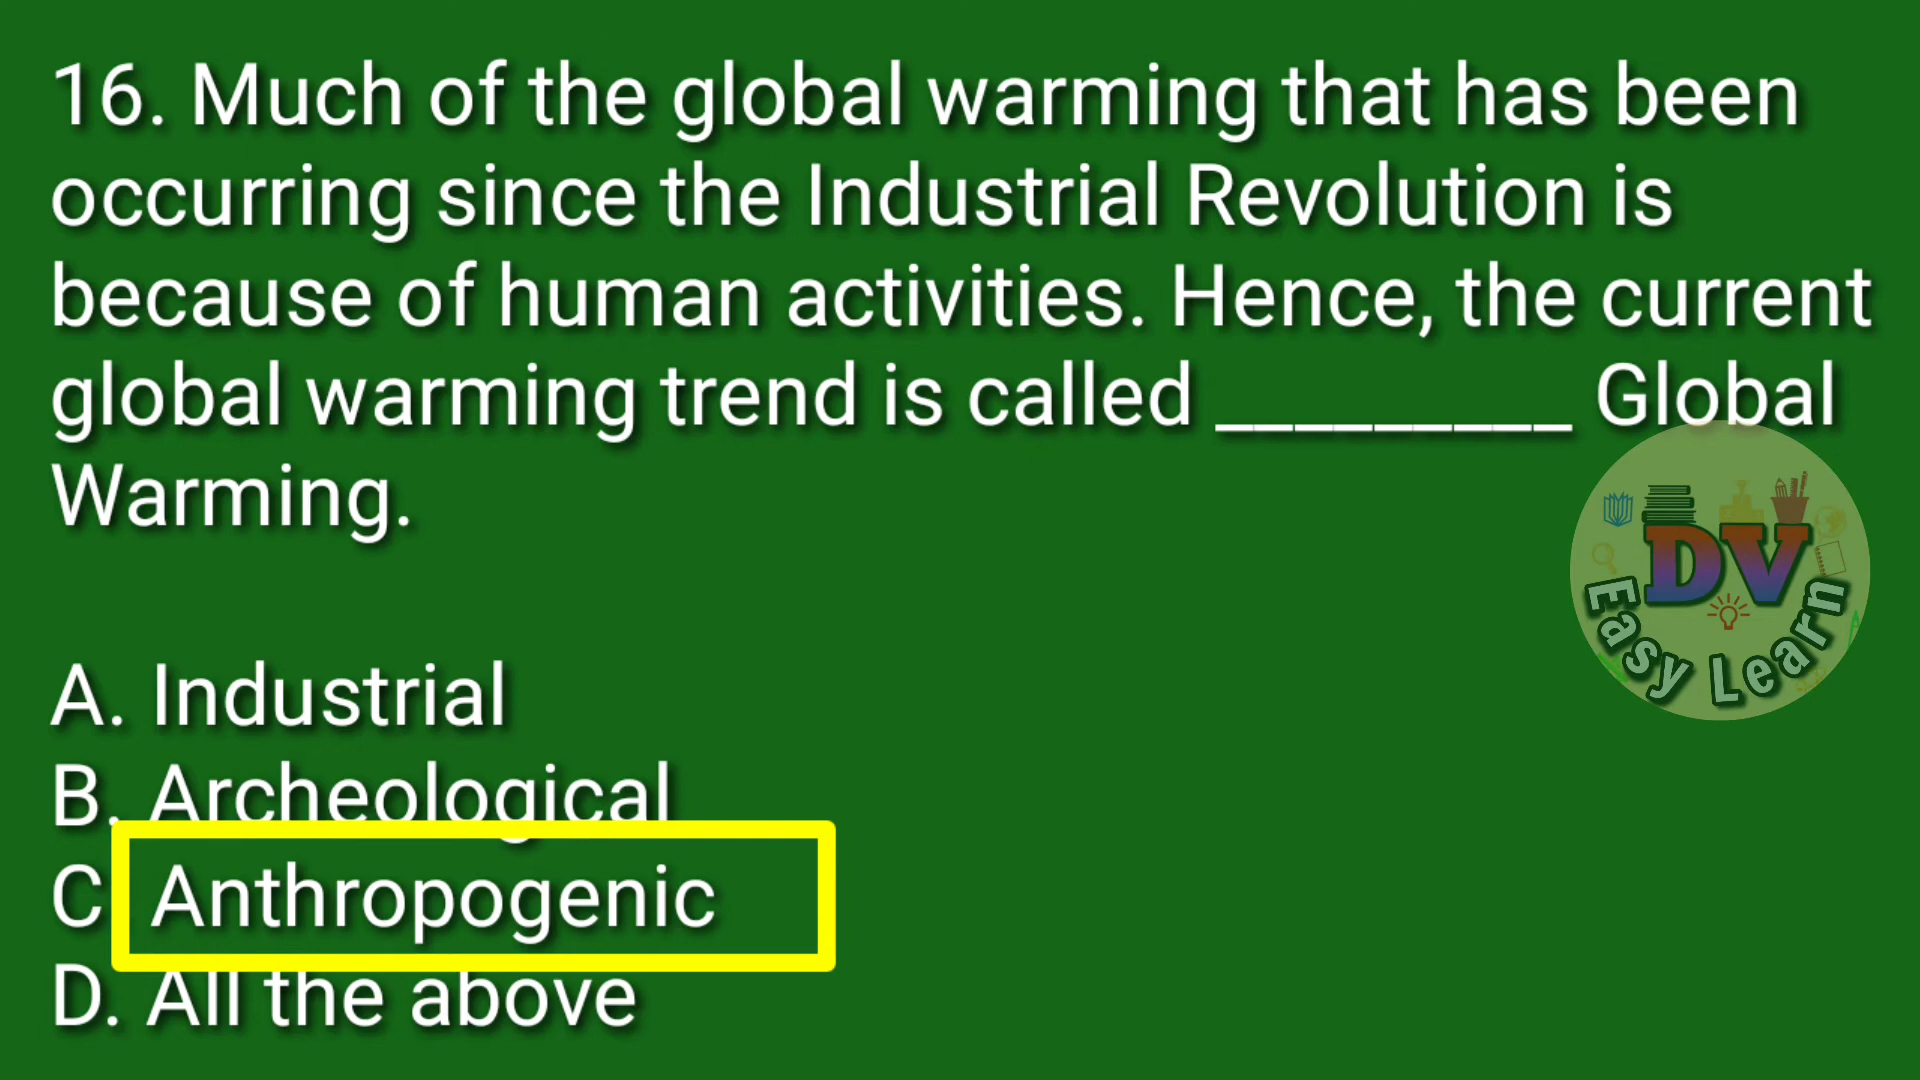 16. Much of the global warming that has been
occurring since the Industrial Revolution is
because of human activities. Hence, the current
global warming trend is called _________ Global
Warming.
DV
Easy Learn
A. Industrial
B. Archeological
C Anthropogenic
D. All the above